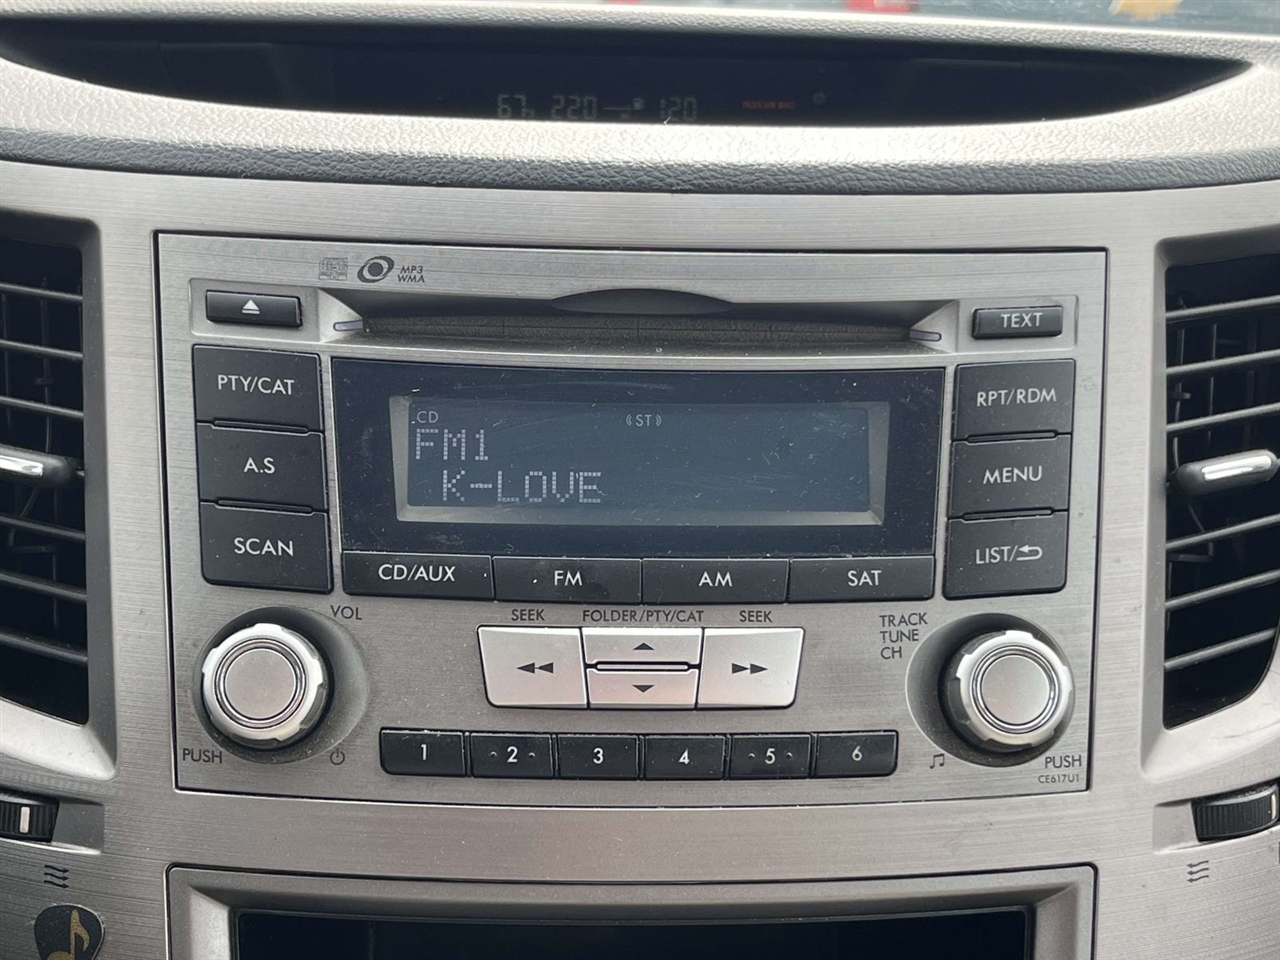 67°F 220 120
MP3
WMA
TEXT
PTY/CAT
RPT/RDM
A.S
MENU
SCAN
LIST/
CD
ST
FM1
K-LOVE
CD/AUX FM AM SAT
VOL
SEEK FOLDER/PTY/CAT SEEK
TRACK
TUNE
CH
PUSH
1 2 3 4 5 6
PUSH
CE617U1